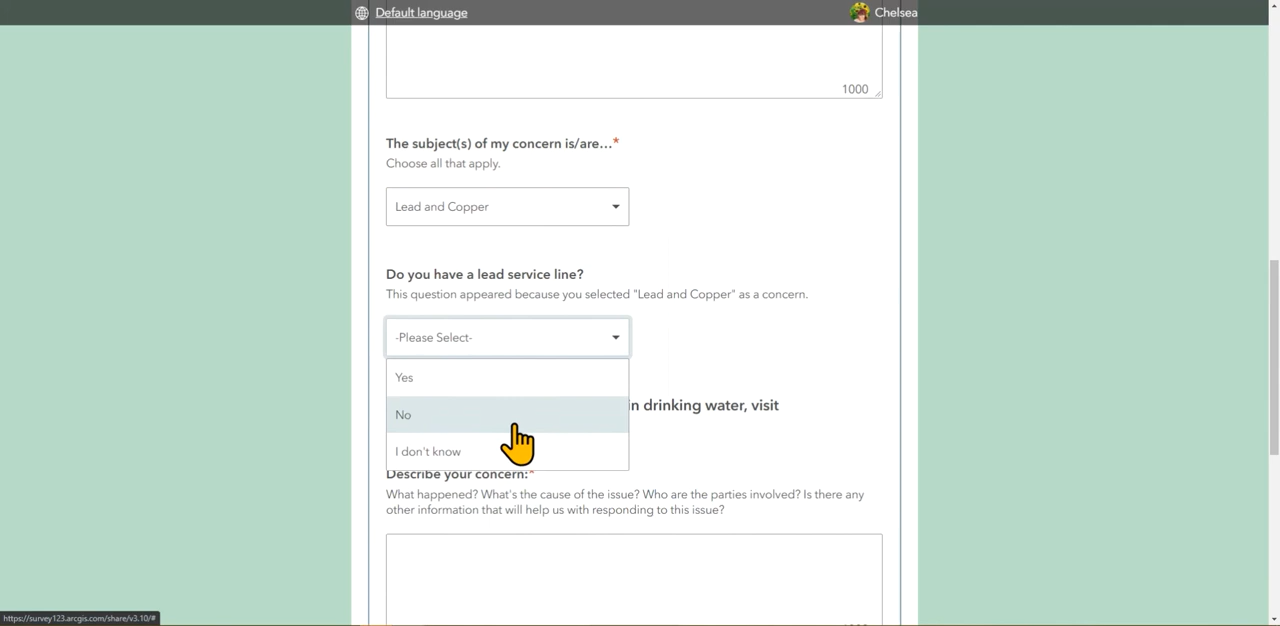 Default language
Chelsea
1000
The subject(s) of my concern is/are...*
Choose all that apply.
Lead and Copper
Do you have a lead service line?
This question appeared because you selected "Lead and Copper" as a concern.
-Please Select-
Yes
in drinking water, visit
No
I don't know
Describe your concern:*
What happened? What's the cause of the issue? Who are the parties involved? Is there any
other information that will help us with responding to this issue?
https://survey123.arcgis.com/share/v3.10/#